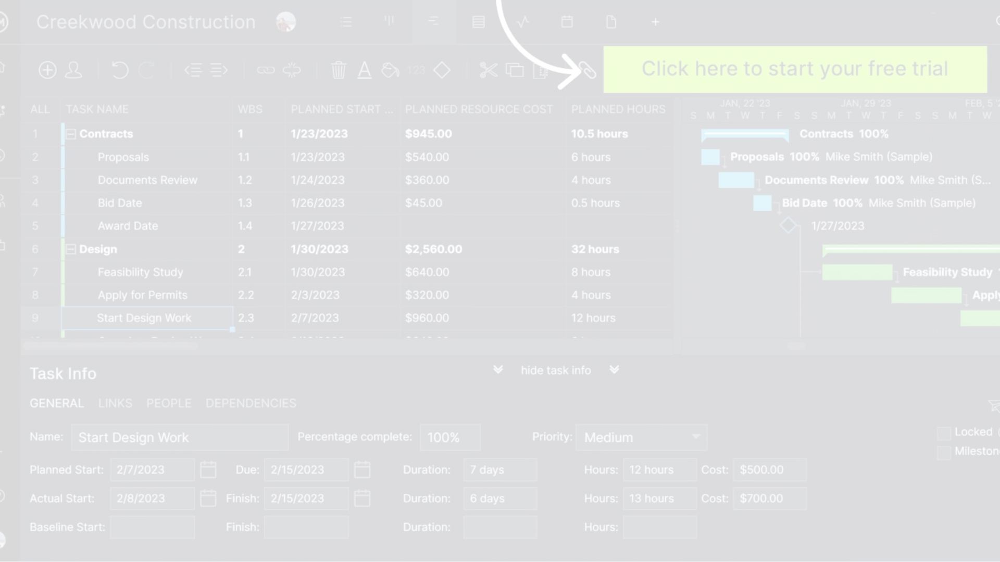 Creekwood Construction
Click here to start your free trial
123
ALL TASK NAME WBS PLANNED START ... PLANNED RESOURCE COST PLANNED HOURS
JAN, 22 '23 JAN, 29 '23 FEB, 5 '2
S M T W T F S S M T W T F S S M T W
1 Contracts 1 1/23/2023 $945.00 10.5 hours Contracts 100%
2 Proposals 1.1 1/23/2023 $540.00 6 hours Proposals 100% Mike Smith (Sample)
3 Documents Review 1.2 1/24/2023 $360.00 4 hours Documents Review 100% Mike Smith (S...
4 Bid Date 1.3 1/26/2023 $45.00 0.5 hours Bid Date 100% Mike Smith (Sample)
5 Award Date 1.4 1/27/2023 1/27/2023
6 Design 2 1/30/2023 $2,560.00 32 hours
7 Feasibility Study 2.1 1/30/2023 $640.00 8 hours Feasibility Study
8 Apply for Permits 2.2 2/3/2023 $320.00 4 hours Apply
9 Start Design Work 2.3 2/7/2023 $960.00 12 hours
Task Info hide task info
GENERAL LINKS PEOPLE DEPENDENCIES
Name: Start Design Work Percentage complete: 100% Priority: Medium Locked
Mileston
Planned Start: 2/7/2023 Due: 2/15/2023 Duration: 7 days Hours: 12 hours Cost: $500.00
Actual Start: 2/8/2023 Finish: 2/15/2023 Duration: 6 days Hours: 13 hours Cost: $700.00
Baseline Start: Finish: Duration: Hours: